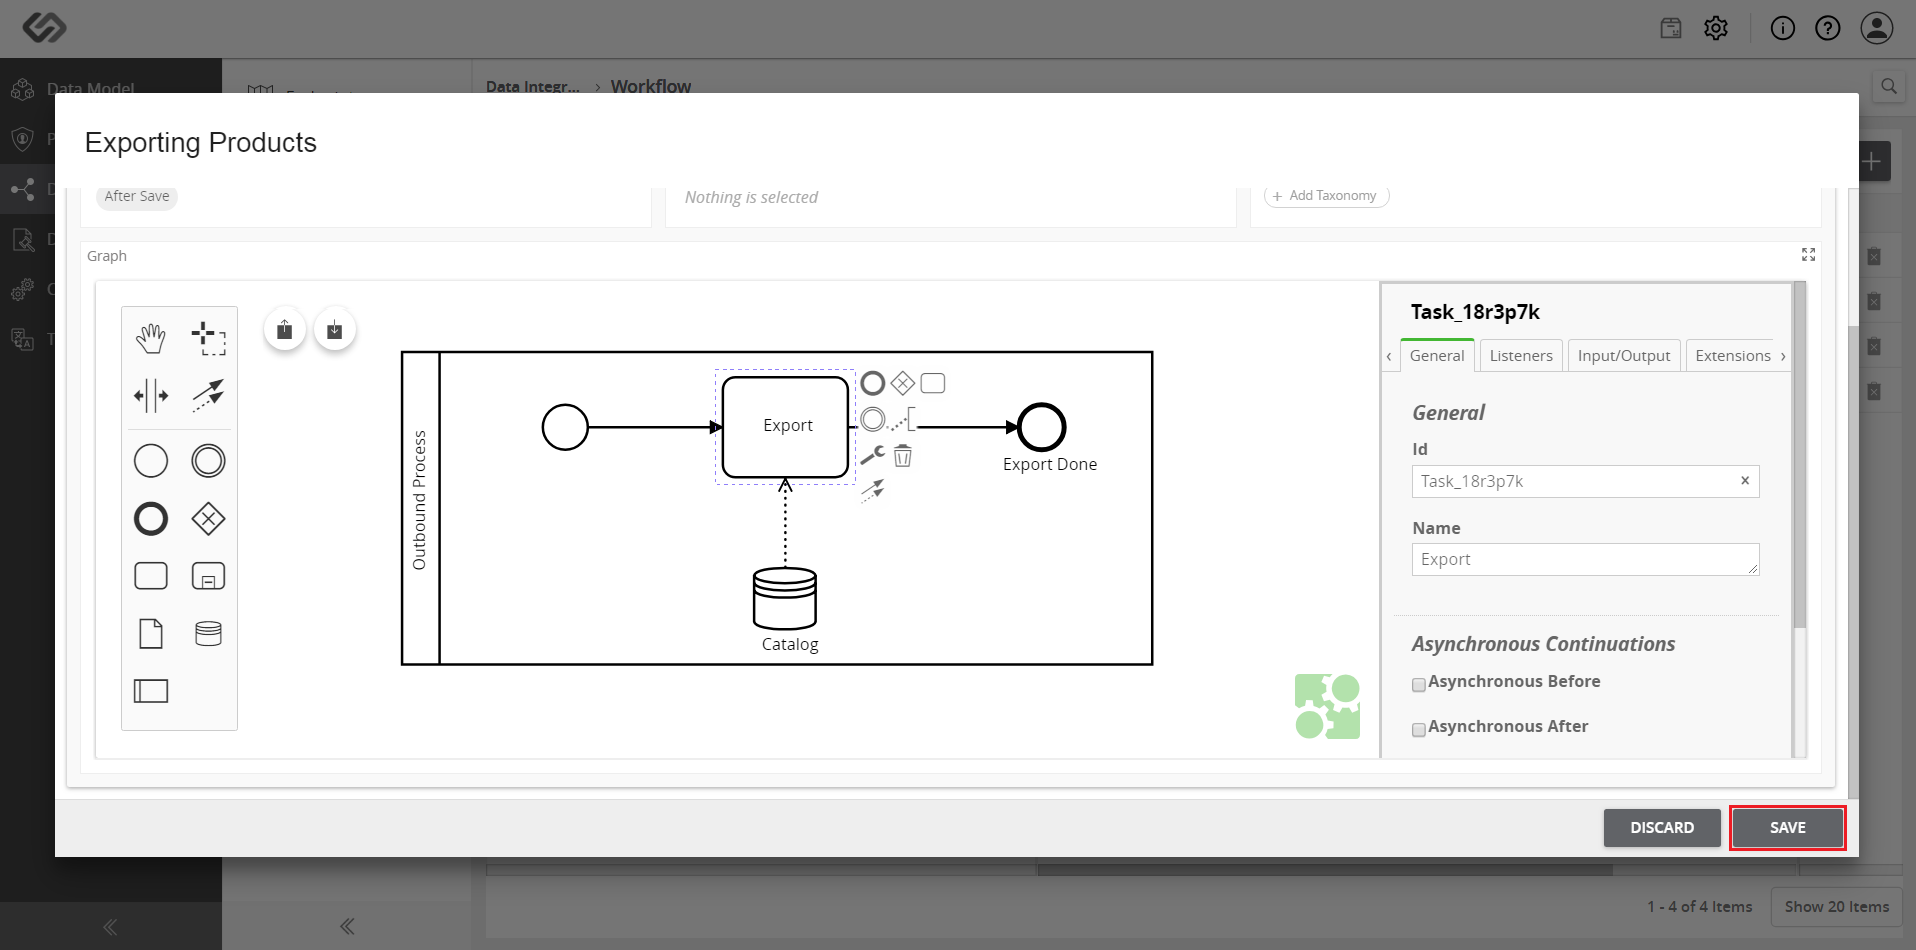 Data Model
Data Integr... › Workflow
Exporting Products
After Save
Nothing is selected
+ Add Taxonomy
Graph
Outbound Process
Export
Export Done
Catalog
Task_18r3p7k
General
Listeners
Input/Output
Extensions
General
Id
Task_18r3p7k
Name
Export
Asynchronous Continuations
Asynchronous Before
Asynchronous After
DISCARD
SAVE
1 - 4 of 4 Items
Show 20 Items